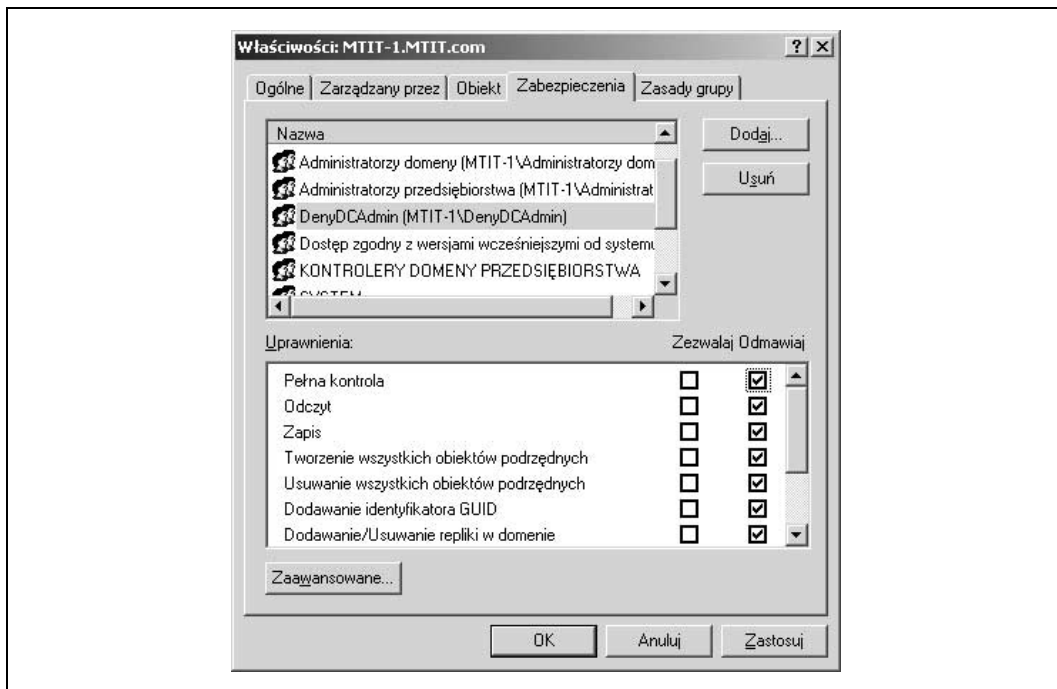 Właściwości: MTIT-1.MTIT.com
Ogólne Zarządzany przez Obiekt Zabezpieczenia Zasady grupy
Nazwa
Dodaj...
Administratorzy domeny (MTIT-1\Administratorzy dom
Administratorzy przedsiębiorstwa (MTIT-1\Administrat
Usuń
DenyDCAdmin (MTIT-1\DenyDCAdmin)
Dostęp zgodny z wersjami wcześniejszymi od systemu
KONTROLERY DOMENY PRZEDSIĘBIORSTWA
SYSTEM
Uprawnienia: Zezwalaj Odmawiaj
Pełna kontrola
Odczyt
Zapis
Tworzenie wszystkich obiektów podrzędnych
Usuwanie wszystkich obiektów podrzędnych
Dodawanie identyfikatora GUID
Dodawanie/Usuwanie repliki w domenie
Zaawansowane...
OK Anuluj Zastosuj